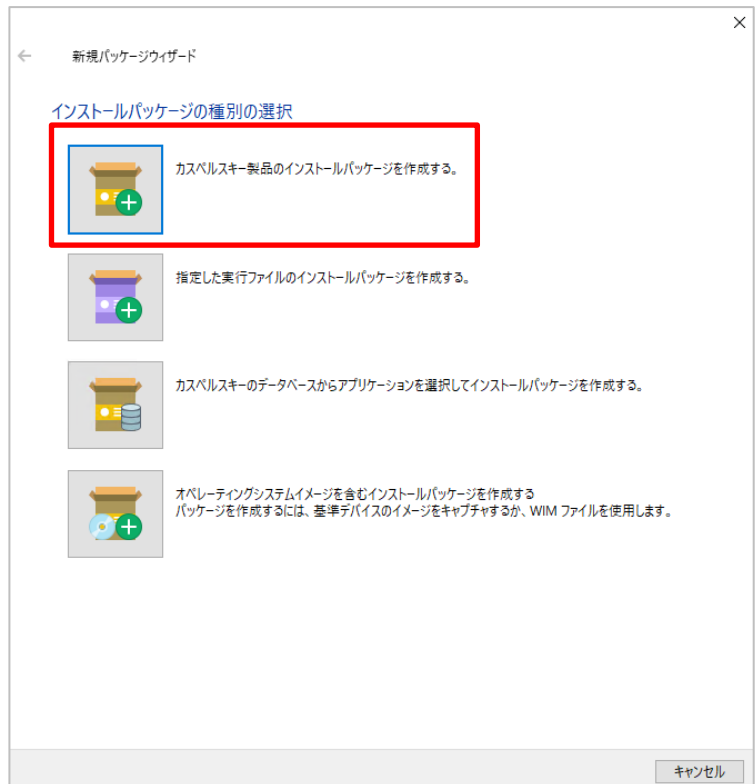 新規パッケージウィザード
インストールパッケージの種別の選択
カスペルスキー製品のインストールパッケージを作成する。
指定した実行ファイルのインストールパッケージを作成する。
カスペルスキーのデータベースからアプリケーションを選択してインストールパッケージを作成する。
オペレーティングシステムイメージを含むインストールパッケージを作成する
パッケージを作成するには、基準デバイスのイメージをキャプチャするか、WIM ファイルを使用します。
キャンセル